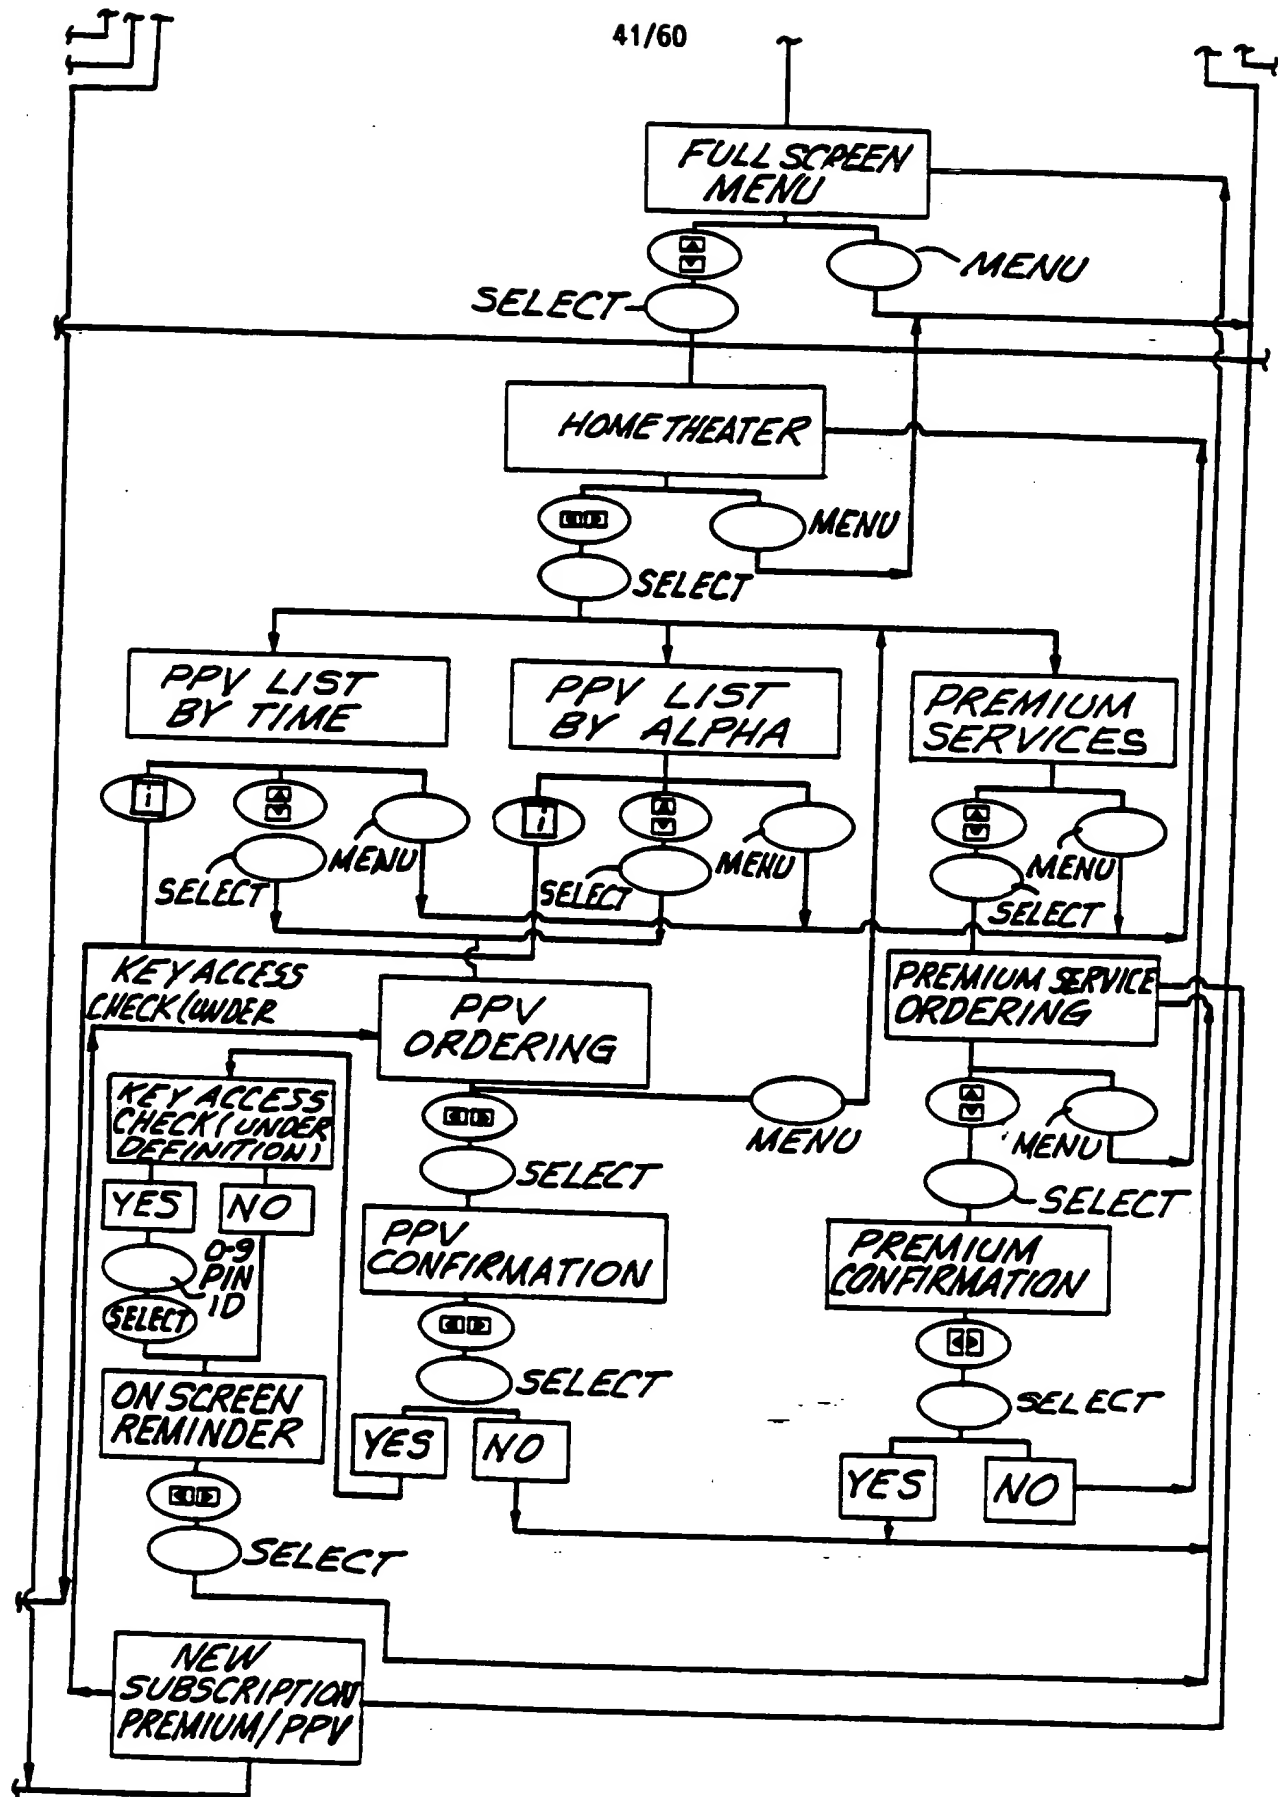 41/60
FULL SCREEN
MENU
MENU
SELECT
HOME THEATER
MENU
SELECT
PPV LIST
BY TIME
PPV LIST
BY ALPHA
PREMIUM
SERVICES
i
i
SELECT
MENU
SELECT
MENU
MENU
SELECT
KEY ACCESS
CHECK (UNDER
PPV
ORDERING
PREMIUM SERVICE
ORDERING
KEY ACCESS
CHECK (UNDER
DEFINITION)
MENU
MENU
SELECT
SELECT
YES
NO
0-9
PIN
ID
SELECT
PPV
CONFIRMATION
PREMIUM
CONFIRMATION
SELECT
SELECT
ON SCREEN
REMINDER
YES
NO
YES
NO
SELECT
NEW
SUBSCRIPTION
PREMIUM/PPV